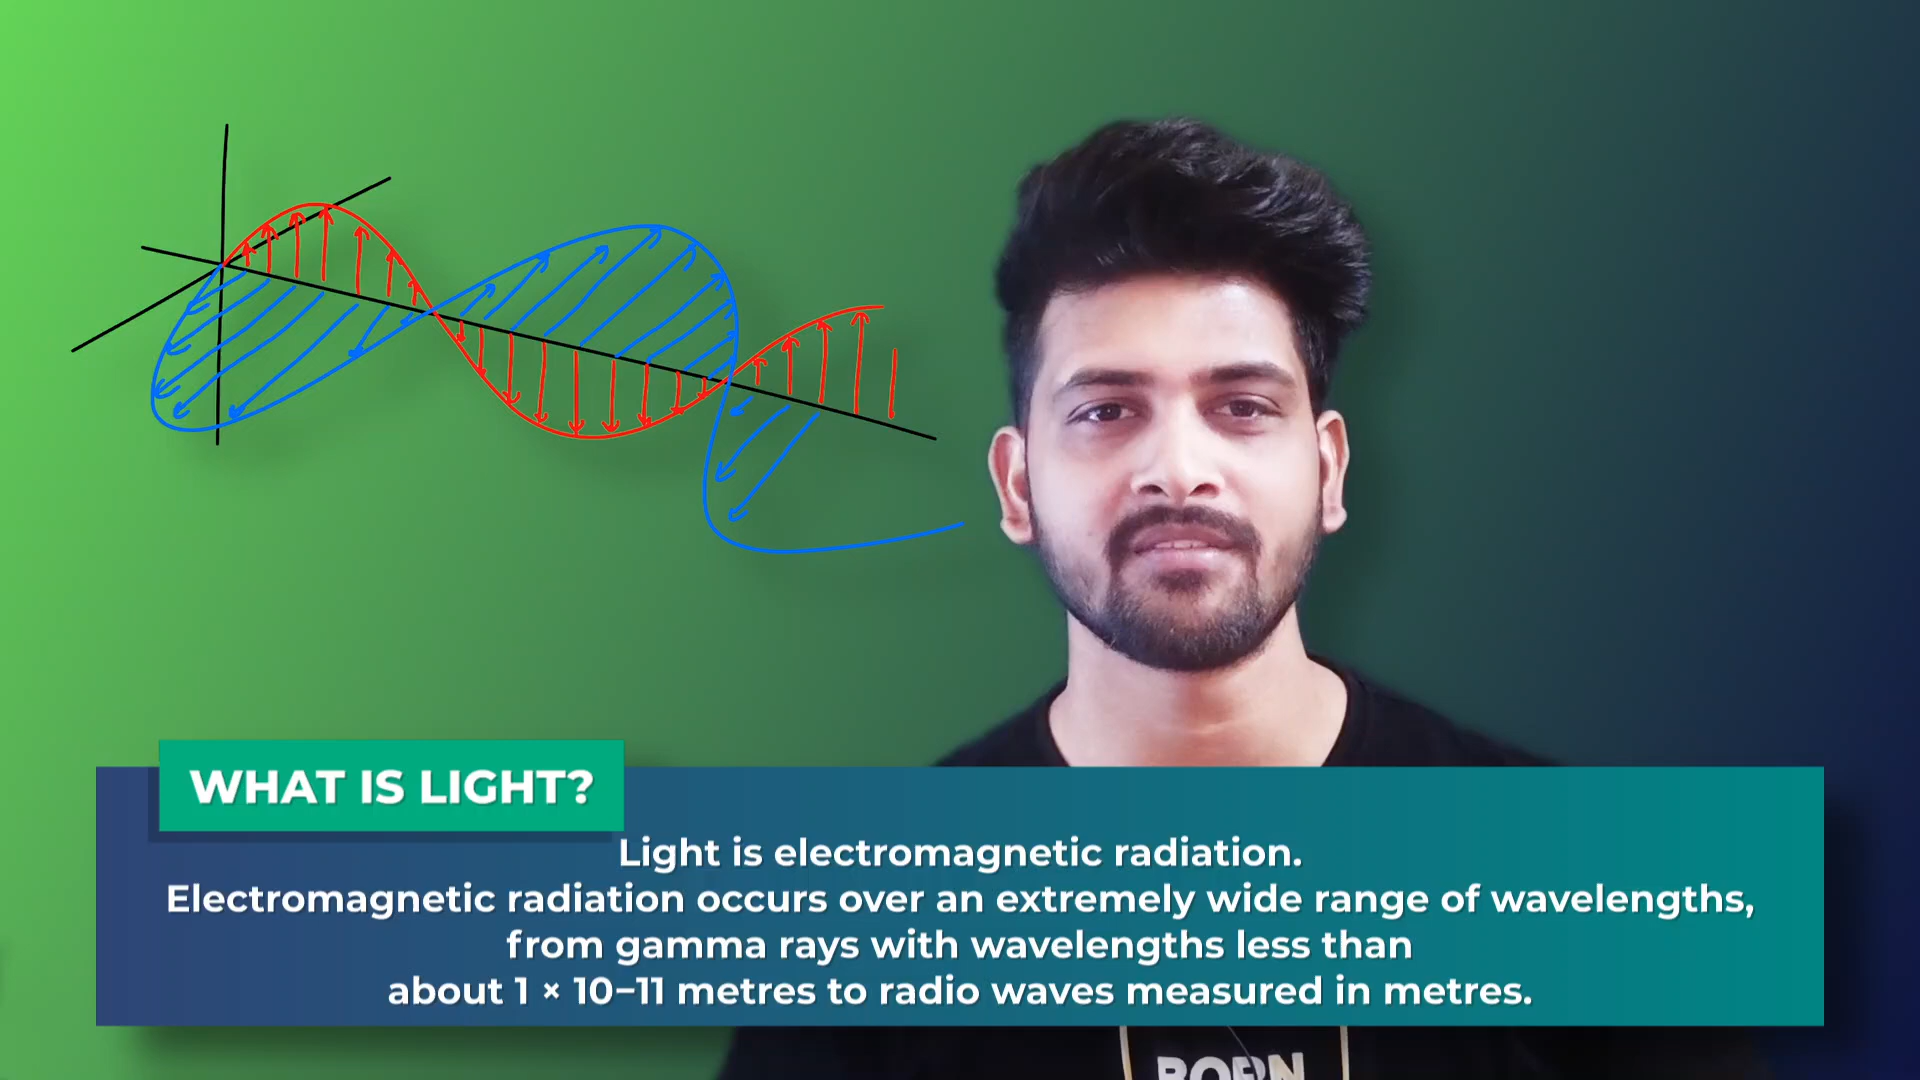 WHAT IS LIGHT?
Light is electromagnetic radiation.
Electromagnetic radiation occurs over an extremely wide range of wavelengths,
from gamma rays with wavelengths less than
about 1 × 10−11 metres to radio waves measured in metres.
BORN